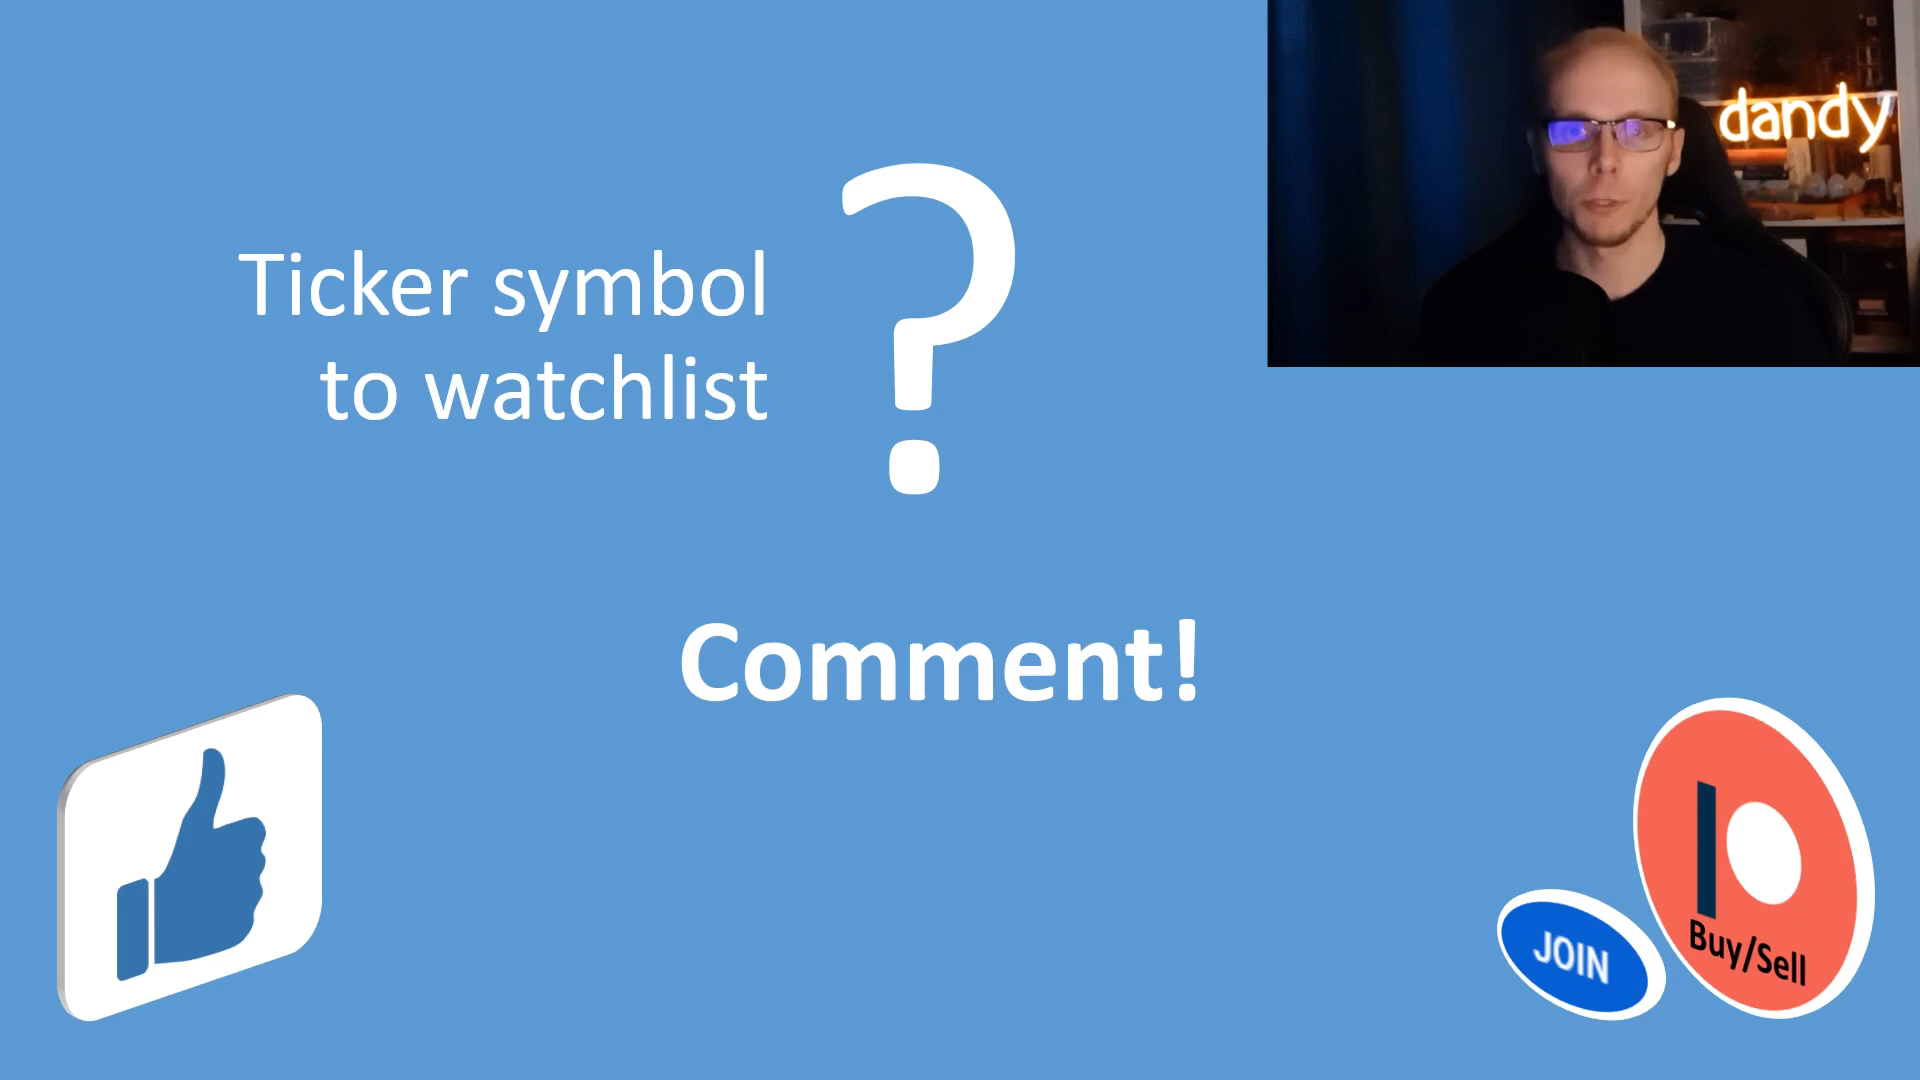 dandy
Ticker symbol
to watchlist
?
Comment!
JOIN
Buy/Sell